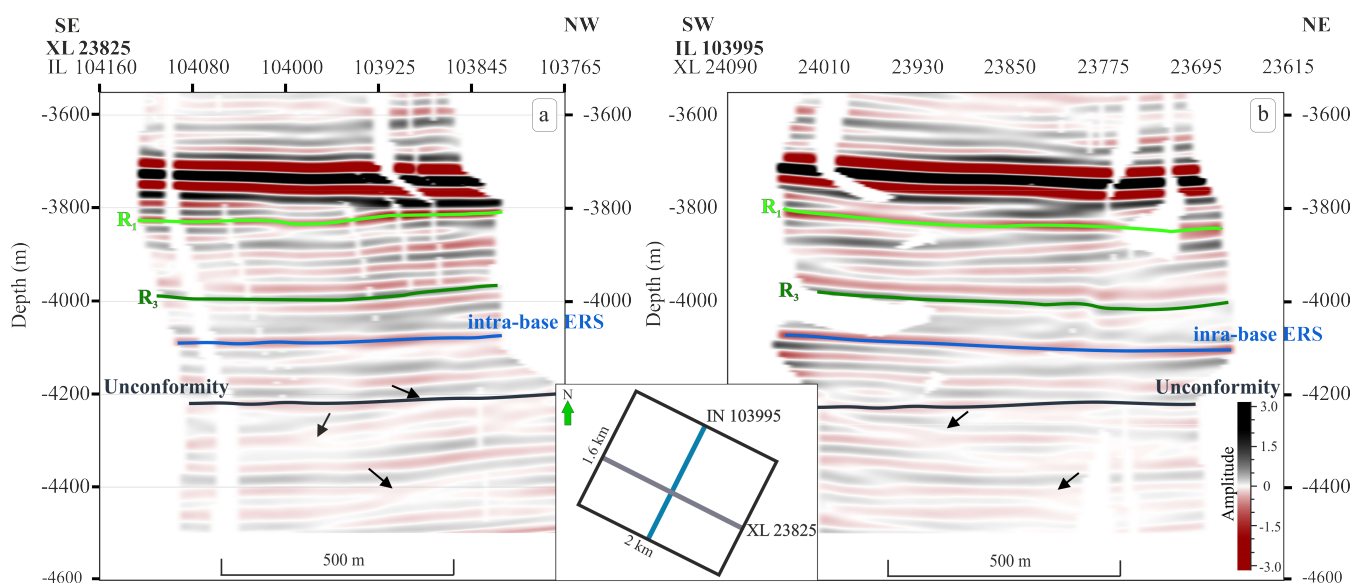 SE NW
XL 23825
IL 104160 104080 104000 103925 103845 103765
SW NE
IL 103995
XL 24090 24010 23930 23850 23775 23695 23615
a
b
-3600 -3600 -3600 -3600
-3800 -3800 -3800 -3800
-4000 -4000 -4000 -4000
-4200 -4200 -4200
-4400 -4400 -4400
-4600 -4600
Depth (m)
Depth (m)
R1
R3
intra-base ERS
Unconformity
500 m
R1
R3
inra-base ERS
Unconformity
500 m
N
IN 103995
1.6 km
XL 23825
2 km
Amplitude
3.0
1.5
0
-1.5
-3.0